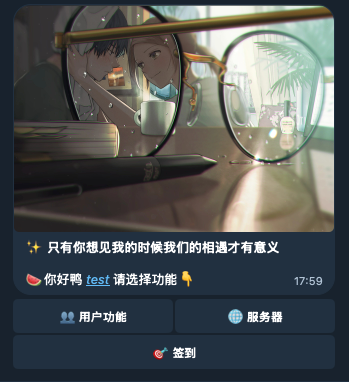 ✨ 只有你想见我的时候我们的相遇才有意义
🍉 你好鸭 test 请选择功能 👇
17:59
👥 用户功能
🌐 服务器
🎯 签到